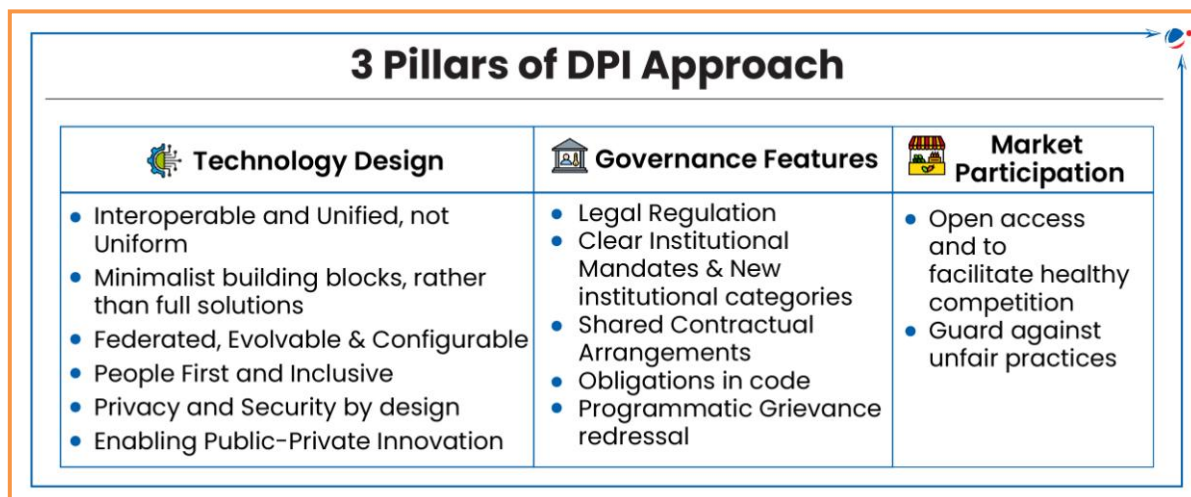 3 Pillars of DPI Approach
Technology Design
Interoperable and Unified, not
Uniform
Minimalist building blocks, rather
than full solutions
Federated, Evolvable & Configurable
People First and Inclusive
Privacy and Security by design
Enabling Public-Private Innovation
Governance Features
Legal Regulation
Clear Institutional
Mandates & New
institutional categories
Shared Contractual
Arrangements
Obligations in code
Programmatic Grievance
redressal
Market
Participation
Open access
and to
facilitate healthy
competition
Guard against
unfair practices